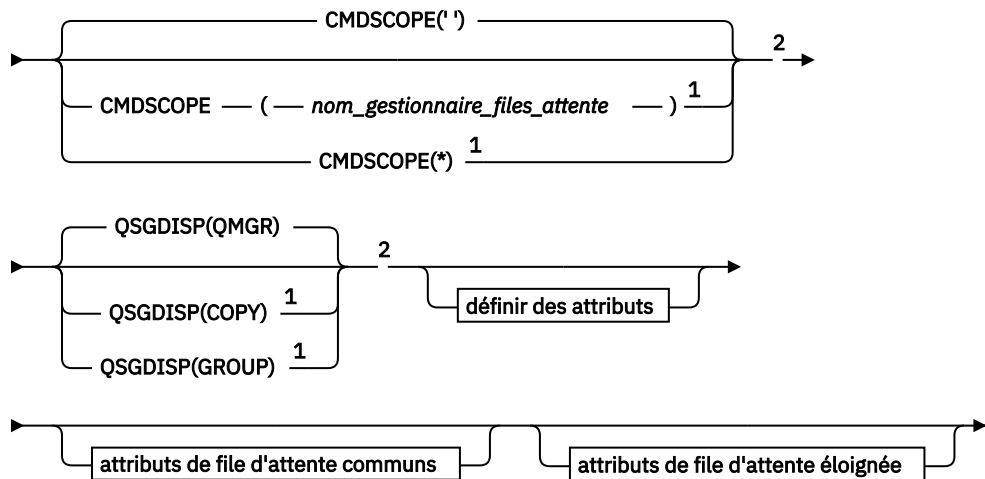 CMDSCOPE(' ')
2
CMDSCOPE ( nom_gestionnaire_files_attente ) 1
CMDSCOPE(*) 1
QSGDISP(QMGR)
2
QSGDISP(COPY) 1
définir des attributs
QSGDISP(GROUP) 1
attributs de file d'attente communs
attributs de file d'attente éloignée